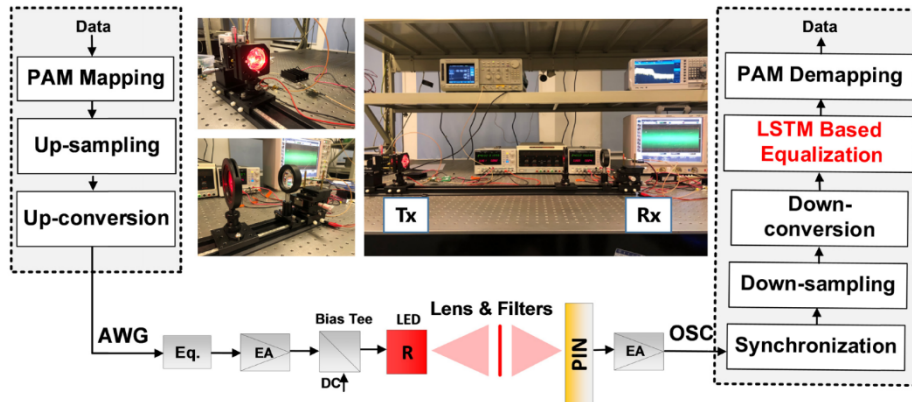 Data
PAM Mapping
Up-sampling
Up-conversion
Tx
Rx
Data
PAM Demapping
LSTM Based
Equalization
Down-
conversion
Down-sampling
Synchronization
AWG
Eq.
EA
Bias Tee
DC
LED
R
Lens & Filters
PIN
EA
OSC